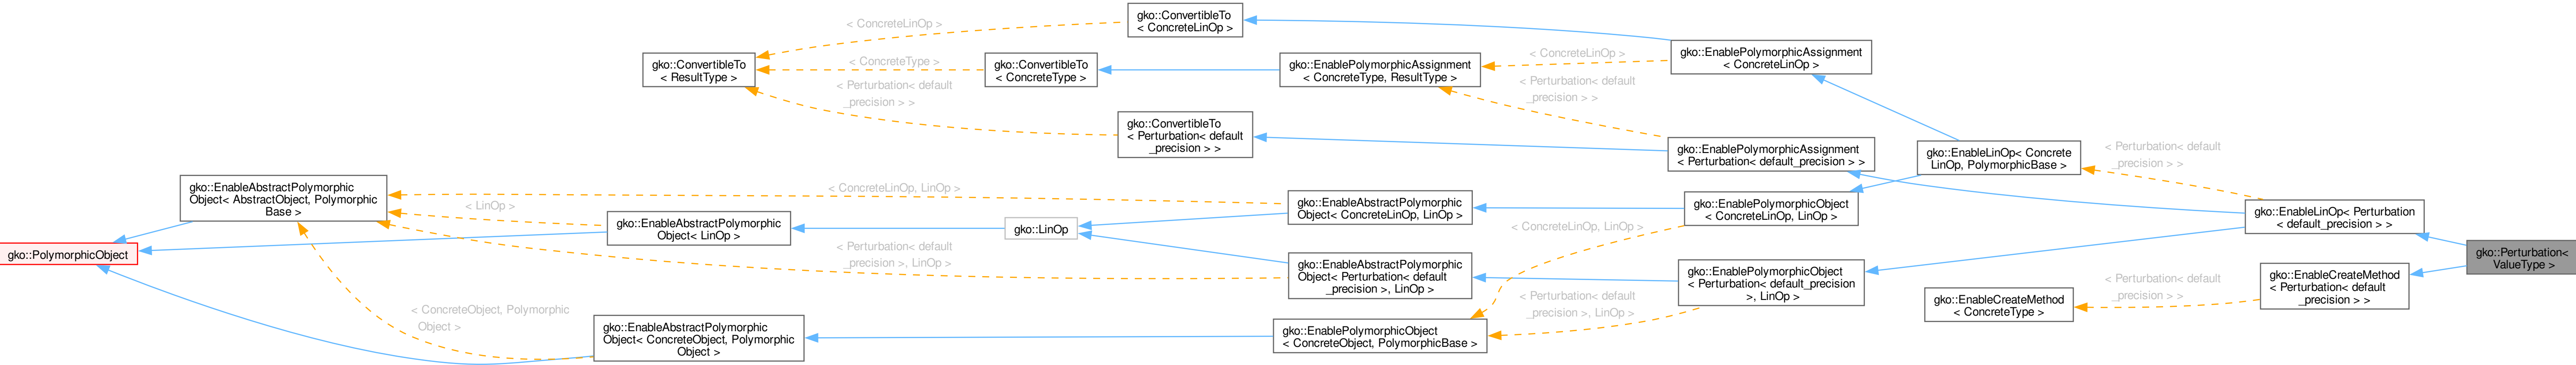 gko::ConvertibleTo
< ConcreteLinOp >
< ConcreteLinOp >
gko::ConvertibleTo
< ResultType >
< ConcreteType >
gko::ConvertibleTo
< ConcreteType >
gko::EnablePolymorphicAssignment
< ConcreteType, ResultType >
< ConcreteLinOp >
gko::EnablePolymorphicAssignment
< ConcreteLinOp >
< Perturbation< default
_precision > >
< Perturbation< default
_precision > >
gko::ConvertibleTo
< Perturbation< default
_precision > >
gko::EnablePolymorphicAssignment
< Perturbation< default_precision > >
gko::EnableLinOp< Concrete
LinOp, PolymorphicBase >
< Perturbation< default
_precision > >
gko::EnableAbstractPolymorphic
Object< AbstractObject, Polymorphic
Base >
< ConcreteLinOp, LinOp >
< LinOp >
gko::EnableAbstractPolymorphic
Object< LinOp >
gko::LinOp
gko::EnableAbstractPolymorphic
Object< ConcreteLinOp, LinOp >
gko::EnablePolymorphicObject
< ConcreteLinOp, LinOp >
gko::EnableLinOp< Perturbation
< default_precision > >
gko::PolymorphicObject
< Perturbation< default
_precision >, LinOp >
< ConcreteLinOp, LinOp >
gko::EnableAbstractPolymorphic
Object< Perturbation< default
_precision >, LinOp >
gko::EnablePolymorphicObject
< Perturbation< default_precision
>, LinOp >
gko::Perturbation<
ValueType >
< Perturbation< default
_precision > >
gko::EnableCreateMethod
< Perturbation< default
_precision > >
gko::EnableCreateMethod
< ConcreteType >
< Perturbation< default
_precision >, LinOp >
< ConcreteObject, Polymorphic
Object >
gko::EnableAbstractPolymorphic
Object< ConcreteObject, Polymorphic
Object >
gko::EnablePolymorphicObject
< ConcreteObject, PolymorphicBase >